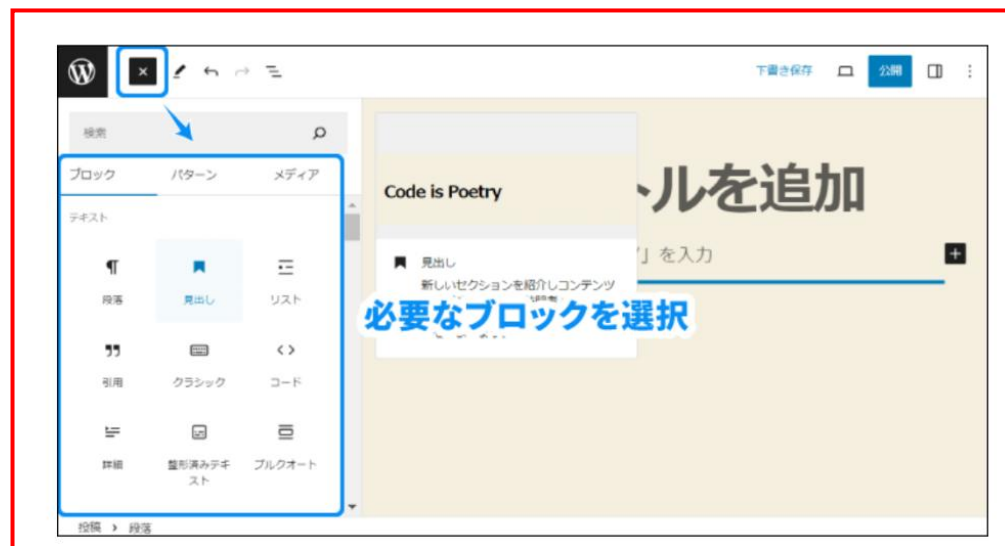 下書き保存
公開
検索
ブロック パターン メディア
テキスト
段落 見出し リスト
引用 クラシック コード
詳細 整形済みテキスト プルクオート
Code is Poetry
見出し
新しいセクションを紹介しコンテンツ
必要なブロックを選択
トルを追加
を入力
投稿 › 段落